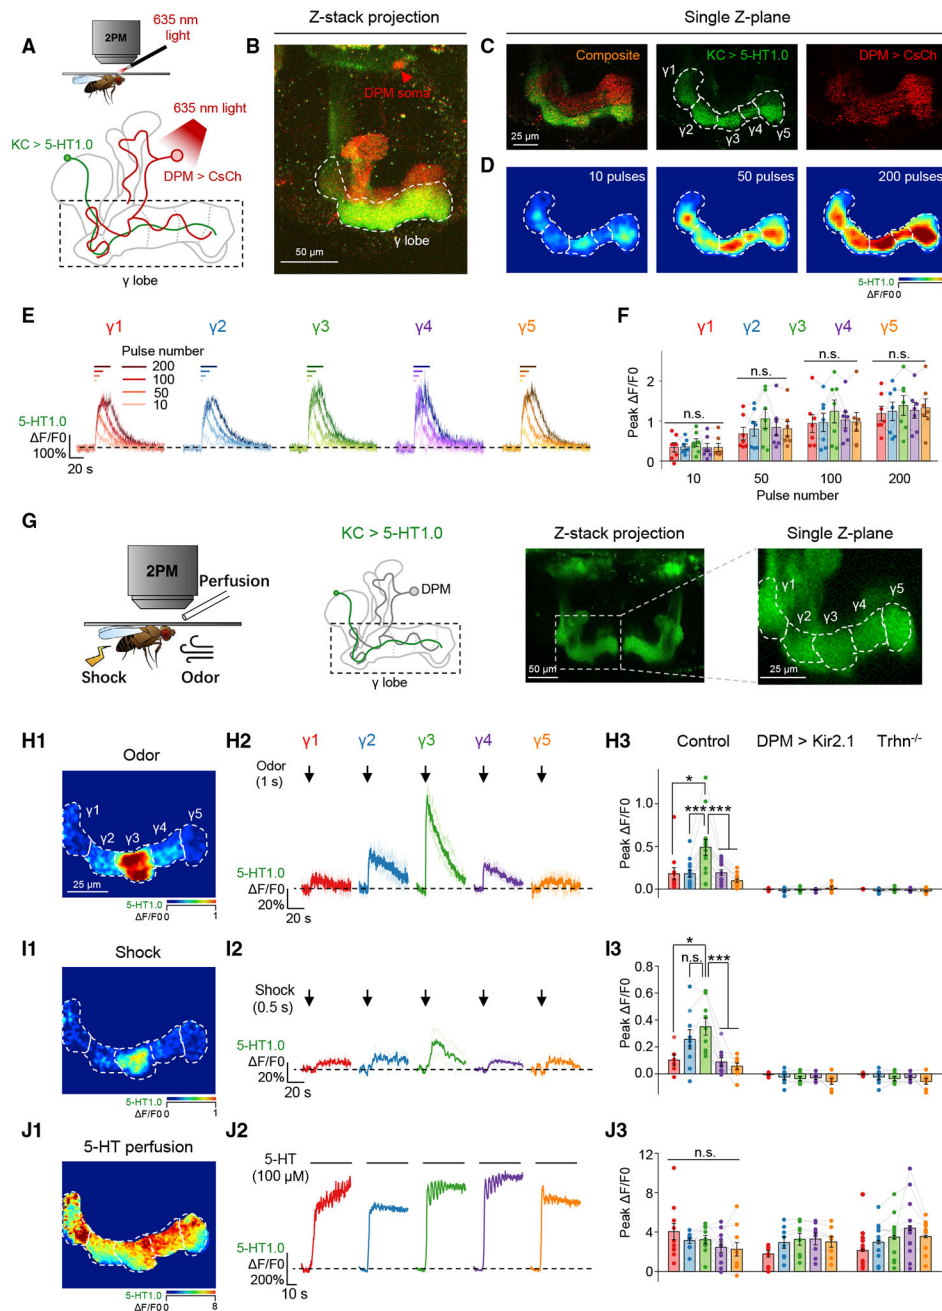 Z-stack projection
Single Z-plane
A
2PM
635 nm
light
635 nm light
KC > 5-HT1.0
DPM > CsCh
γ lobe
B
DPM soma
γ lobe
50 μm
C
Composite
KC > 5-HT1.0
DPM > CsCh
γ1
γ2
γ3
γ4
γ5
25 μm
D
10 pulses
50 pulses
200 pulses
5-HT1.0
ΔF/F0 0
E
γ1
γ2
γ3
γ4
γ5
Pulse number
200
100
50
10
5-HT1.0
ΔF/F0
100%
20 s
F
γ1
γ2
γ3
γ4
γ5
Peak ΔF/F0
2
1
0
n.s.
n.s.
n.s.
n.s.
10
50
100
200
Pulse number
G
2PM
Perfusion
Shock
Odor
KC > 5-HT1.0
DPM
γ lobe
Z-stack projection
50 μm
Single Z-plane
γ1
γ2
γ3
γ4
γ5
25 μm
H1
Odor
γ1
γ2
γ3
γ4
γ5
25 μm
5-HT1.0
ΔF/F0 0
1
H2
γ1
γ2
γ3
γ4
γ5
Odor
(1 s)
5-HT1.0
ΔF/F0
20%
20 s
H3
Control
DPM > Kir2.1
Trhn-/-
Peak ΔF/F0
1.0
0.5
0.0
*
***
***
I1
Shock
5-HT1.0
ΔF/F0 0
1
I2
Shock
(0.5 s)
5-HT1.0
ΔF/F0
20%
20 s
I3
Peak ΔF/F0
0.8
0.6
0.4
0.2
0.0
*
n.s.
***
J1
5-HT perfusion
5-HT1.0
ΔF/F0 0
8
J2
5-HT
(100 μM)
5-HT1.0
ΔF/F0
200%
10 s
J3
Peak ΔF/F0
12
8
4
0
n.s.